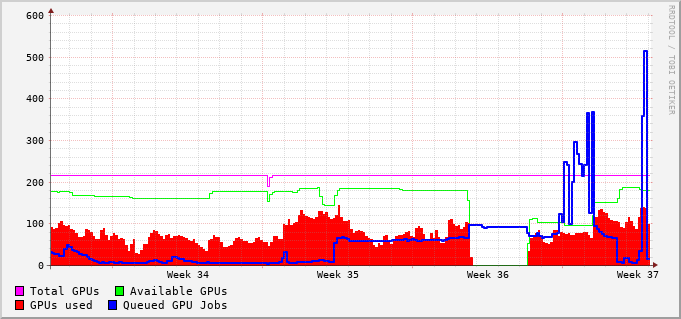 600
500
400
300
200
100
0
Week 34 Week 35 Week 36 Week 37
RRDTOOL / TOBI OETIKER
Total GPUs Available GPUs
GPUs used Queued GPU Jobs